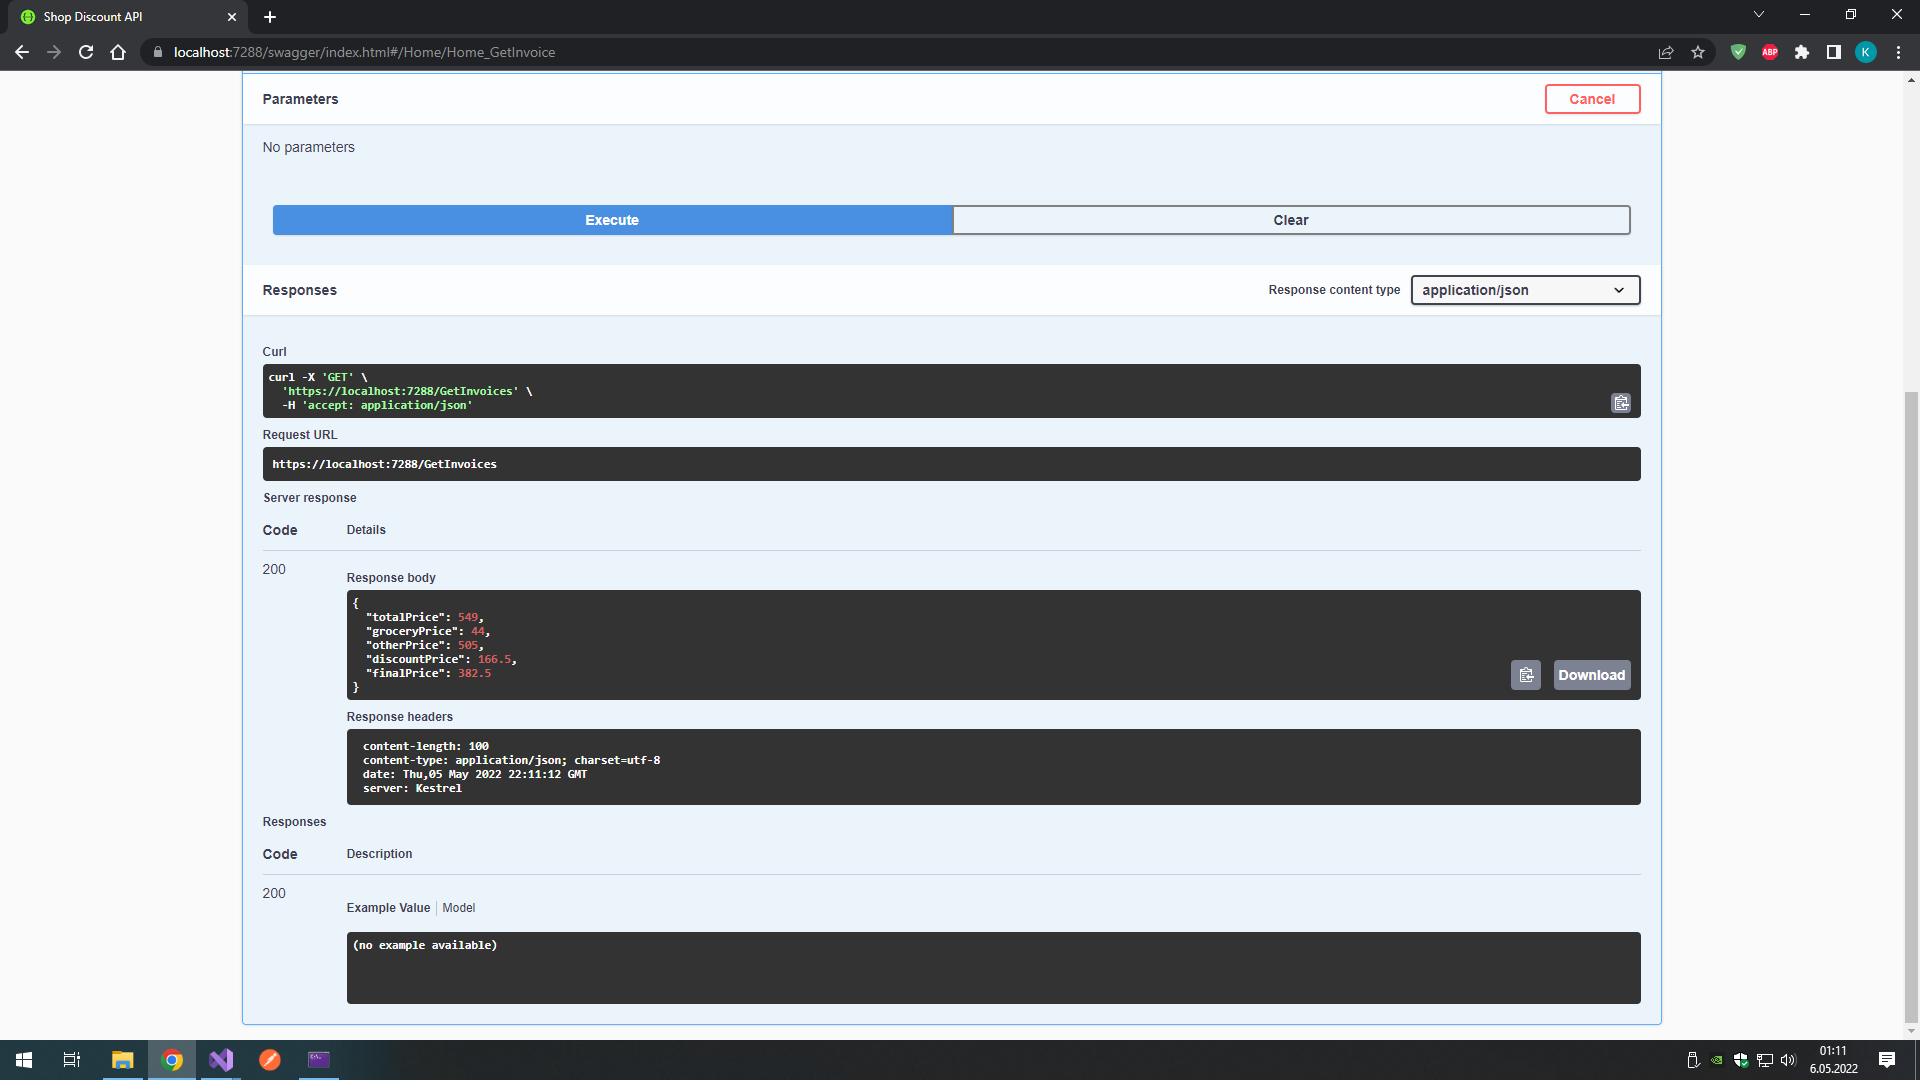 Shop Discount API
localhost:7288/swagger/index.html#/Home/Home_GetInvoice
ABP
K
Parameters
Cancel
No parameters
Execute
Clear
Responses
Response content type
application/json
Curl
curl -X 'GET' \
'https://localhost:7288/GetInvoices' \
-H 'accept: application/json'
Request URL
https://localhost:7288/GetInvoices
Server response
Code
Details
200
Response body
{
"totalPrice": 549,
"groceryPrice": 44,
"otherPrice": 505,
"discountPrice": 166.5,
"finalPrice": 382.5
}
Download
Response headers
content-length: 100
content-type: application/json; charset=utf-8
date: Thu,05 May 2022 22:11:12 GMT
server: Kestrel
Responses
Code
Description
200
Example Value
Model
(no example available)
01:11
6.05.2022